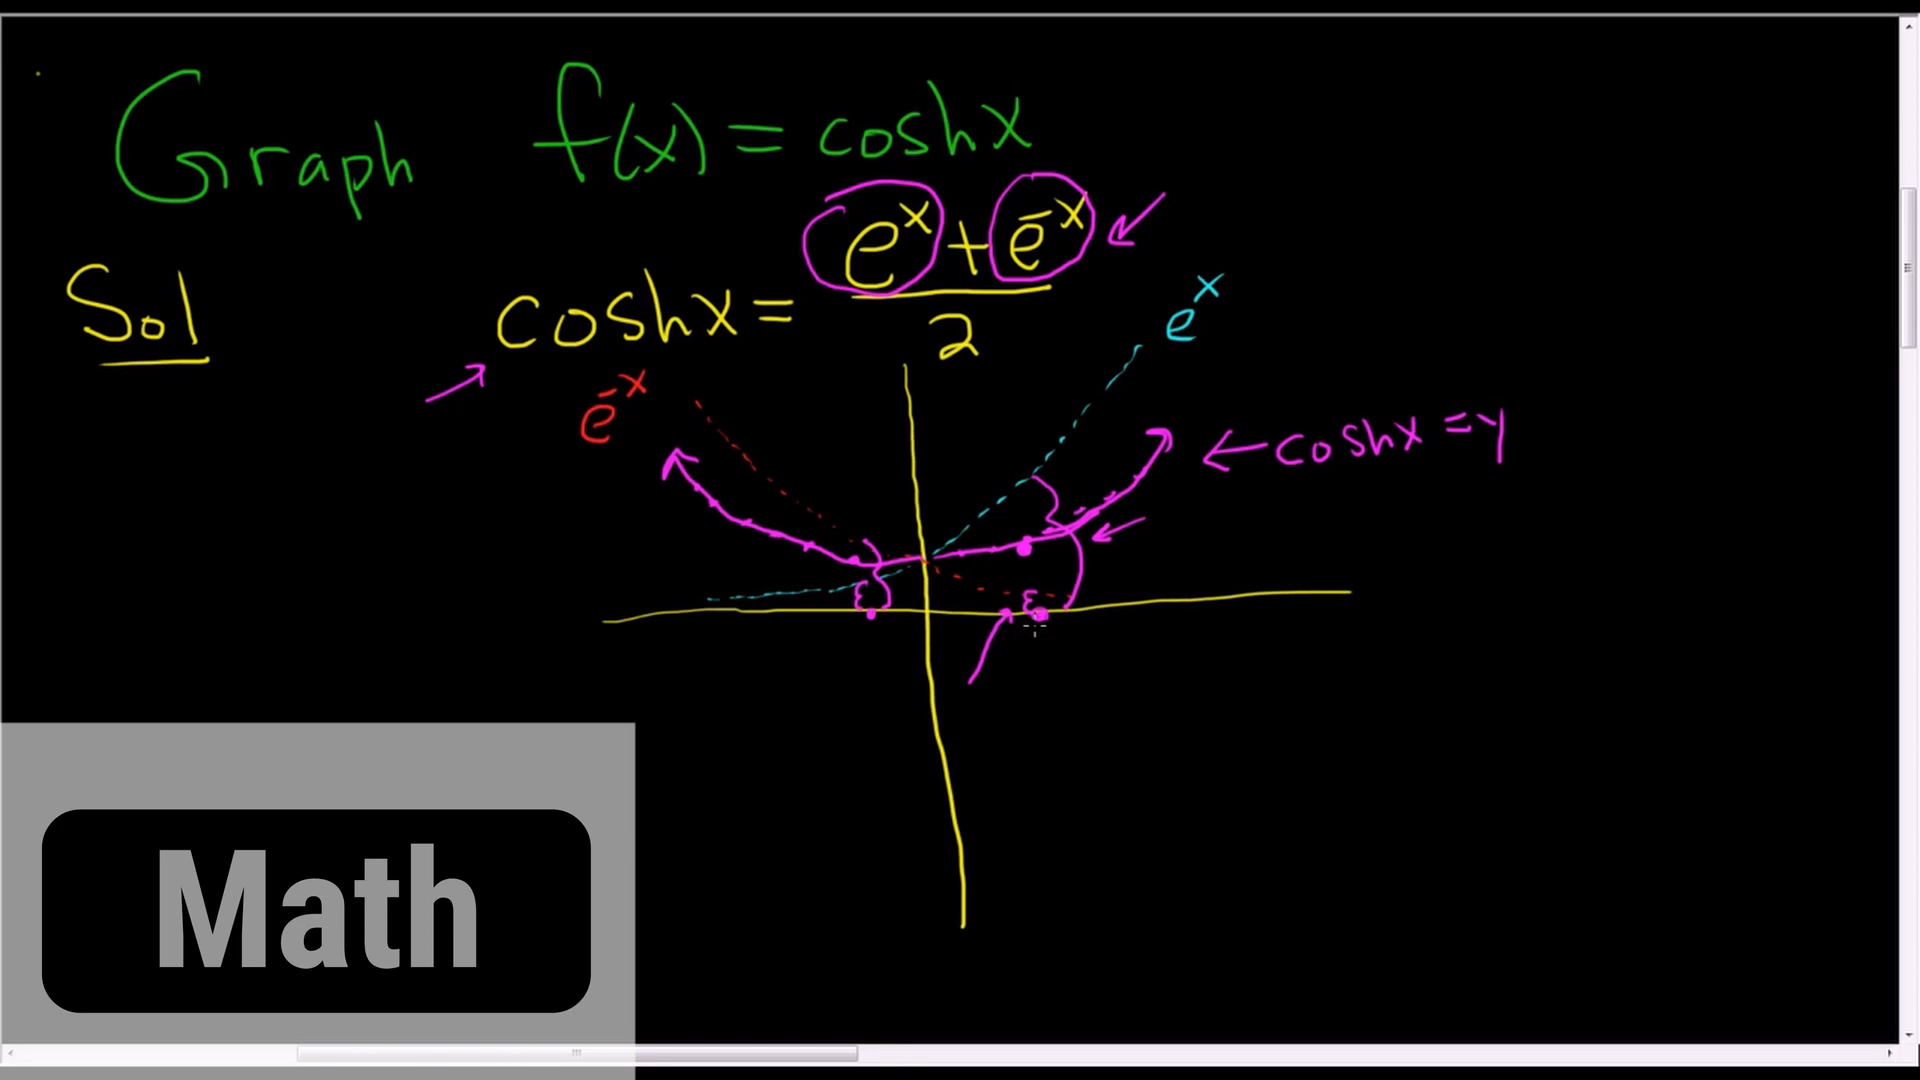 Graph f(x) = coshx
Sol coshx = (e^x + e^-x)/2
e^x
e^-x
coshx = y
ε ε
Math